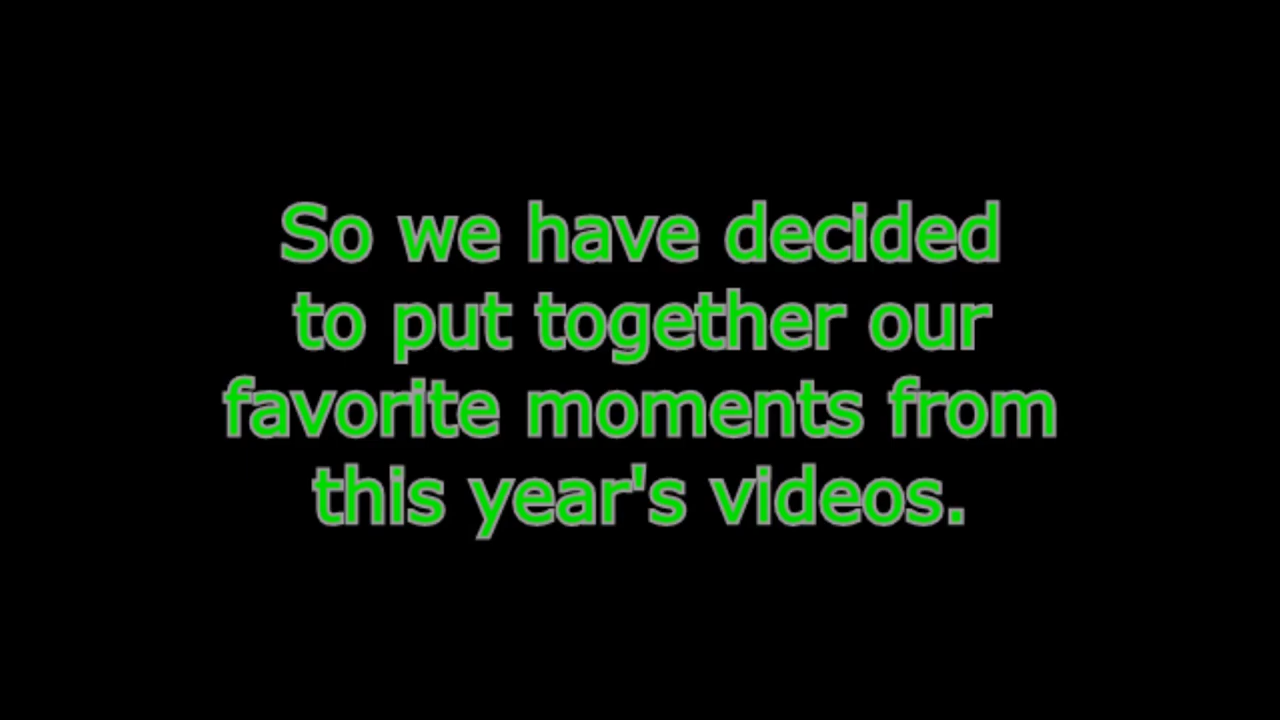 So we have decided
to put together our
favorite moments from
this year's videos.